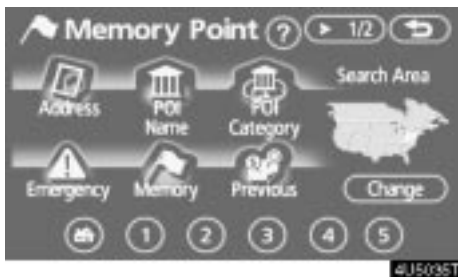 Memory Point ? 1/2
Search Area
Address
POI Name
POI Category
Emergency
Memory
Previous
Change
1 2 3 4 5
4U5035T